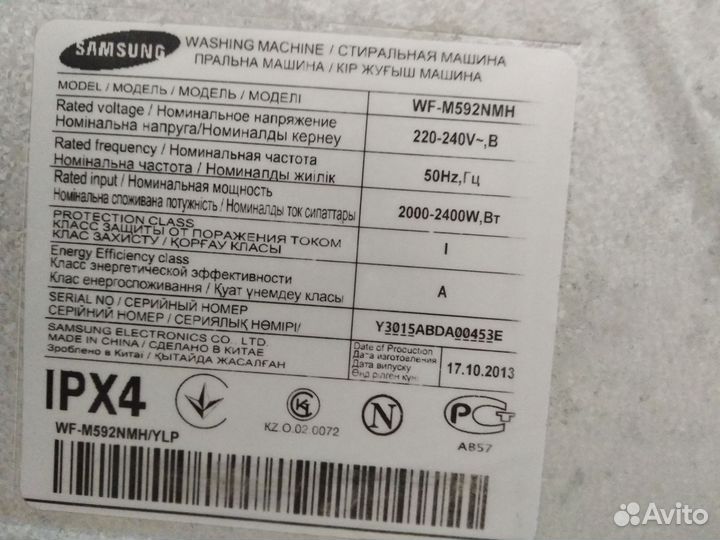 SAMSUNG
WASHING MACHINE / СТИРАЛЬНАЯ МАШИНА
ПРАЛЬНА МАШИНА / КІР ЖУҒЫШ МАШИНА
MODEL / МОДЕЛЬ / МОДЕЛЬ / МОДЕЛІ WF-M592NMH
Rated voltage / Номинальное напряжение
Номінальна напруга/Номиналды кернеу 220-240V~,В
Rated frequency / Номинальная частота
Номінальна частота / Номиналды жиілік 50Hz,Гц
Rated input / Номинальная мощность
Номінальна споживана потужність / Номиналды ток сипаттары 2000-2400W,Вт
PROTECTION CLASS
КЛАСС ЗАЩИТЫ ОТ ПОРАЖЕНИЯ ТОКОМ
КЛАС ЗАХИСТУ / ҚОРҒАУ КЛАСЫ I
Energy Efficiency class
Класс энергетической эффективности
Клас енергоспоживання / Қуат үнемдеу класы A
SERIAL NO / СЕРИЙНЫЙ НОМЕР
СЕРІЙНИЙ НОМЕР / СЕРИЯЛЫҚ НӨМІРІ/ Y3015ABDA00453E
SAMSUNG ELECTRONICS CO. LTD.
MADE IN CHINA / СДЕЛАНО В КИТАЕ
Зроблено в Китаї / ҚЫТАЙДА ЖАСАЛҒАН
Date of Production
Дата изготовления
Дата випуску
Өндірілген күні
17.10.2013
IPX4
KZ.O.02.0072
N
АВ57
WF-M592NMH/YLP
Avito